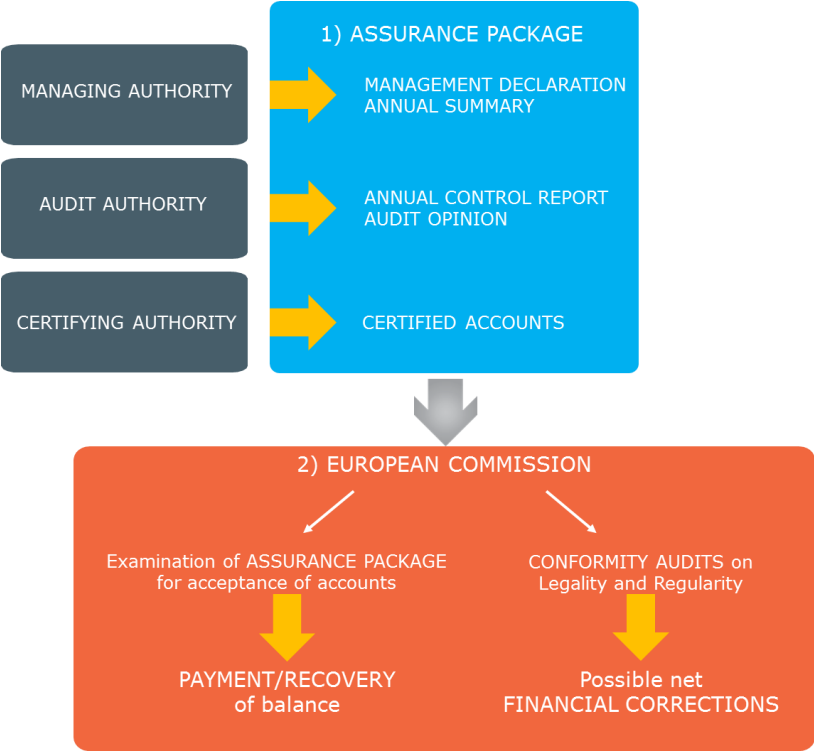 1) ASSURANCE PACKAGE
MANAGING AUTHORITY
MANAGEMENT DECLARATION
ANNUAL SUMMARY
AUDIT AUTHORITY
ANNUAL CONTROL REPORT
AUDIT OPINION
CERTIFYING AUTHORITY
CERTIFIED ACCOUNTS
2) EUROPEAN COMMISSION
Examination of ASSURANCE PACKAGE
for acceptance of accounts
PAYMENT/RECOVERY
of balance
CONFORMITY AUDITS on
Legality and Regularity
Possible net
FINANCIAL CORRECTIONS